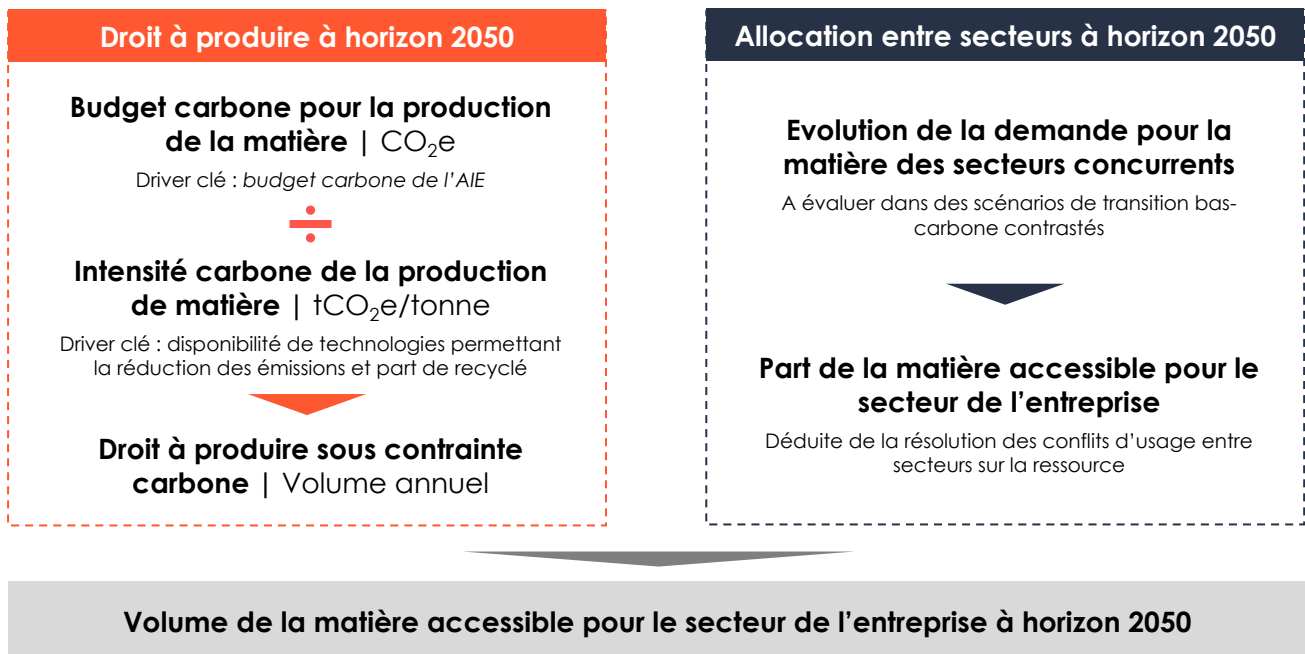 Droit à produire à horizon 2050
Budget carbone pour la production
de la matière | CO₂e
Driver clé : budget carbone de l’AIE
÷
Intensité carbone de la production
de matière | tCO₂e/tonne
Driver clé : disponibilité de technologies permettant
la réduction des émissions et part de recyclé
Droit à produire sous contrainte
carbone | Volume annuel
Allocation entre secteurs à horizon 2050
Evolution de la demande pour la
matière des secteurs concurrents
A évaluer dans des scénarios de transition bas-
carbone contrastés
Part de la matière accessible pour le
secteur de l’entreprise
Déduite de la résolution des conflits d’usage entre
secteurs sur la ressource
Volume de la matière accessible pour le secteur de l’entreprise à horizon 2050